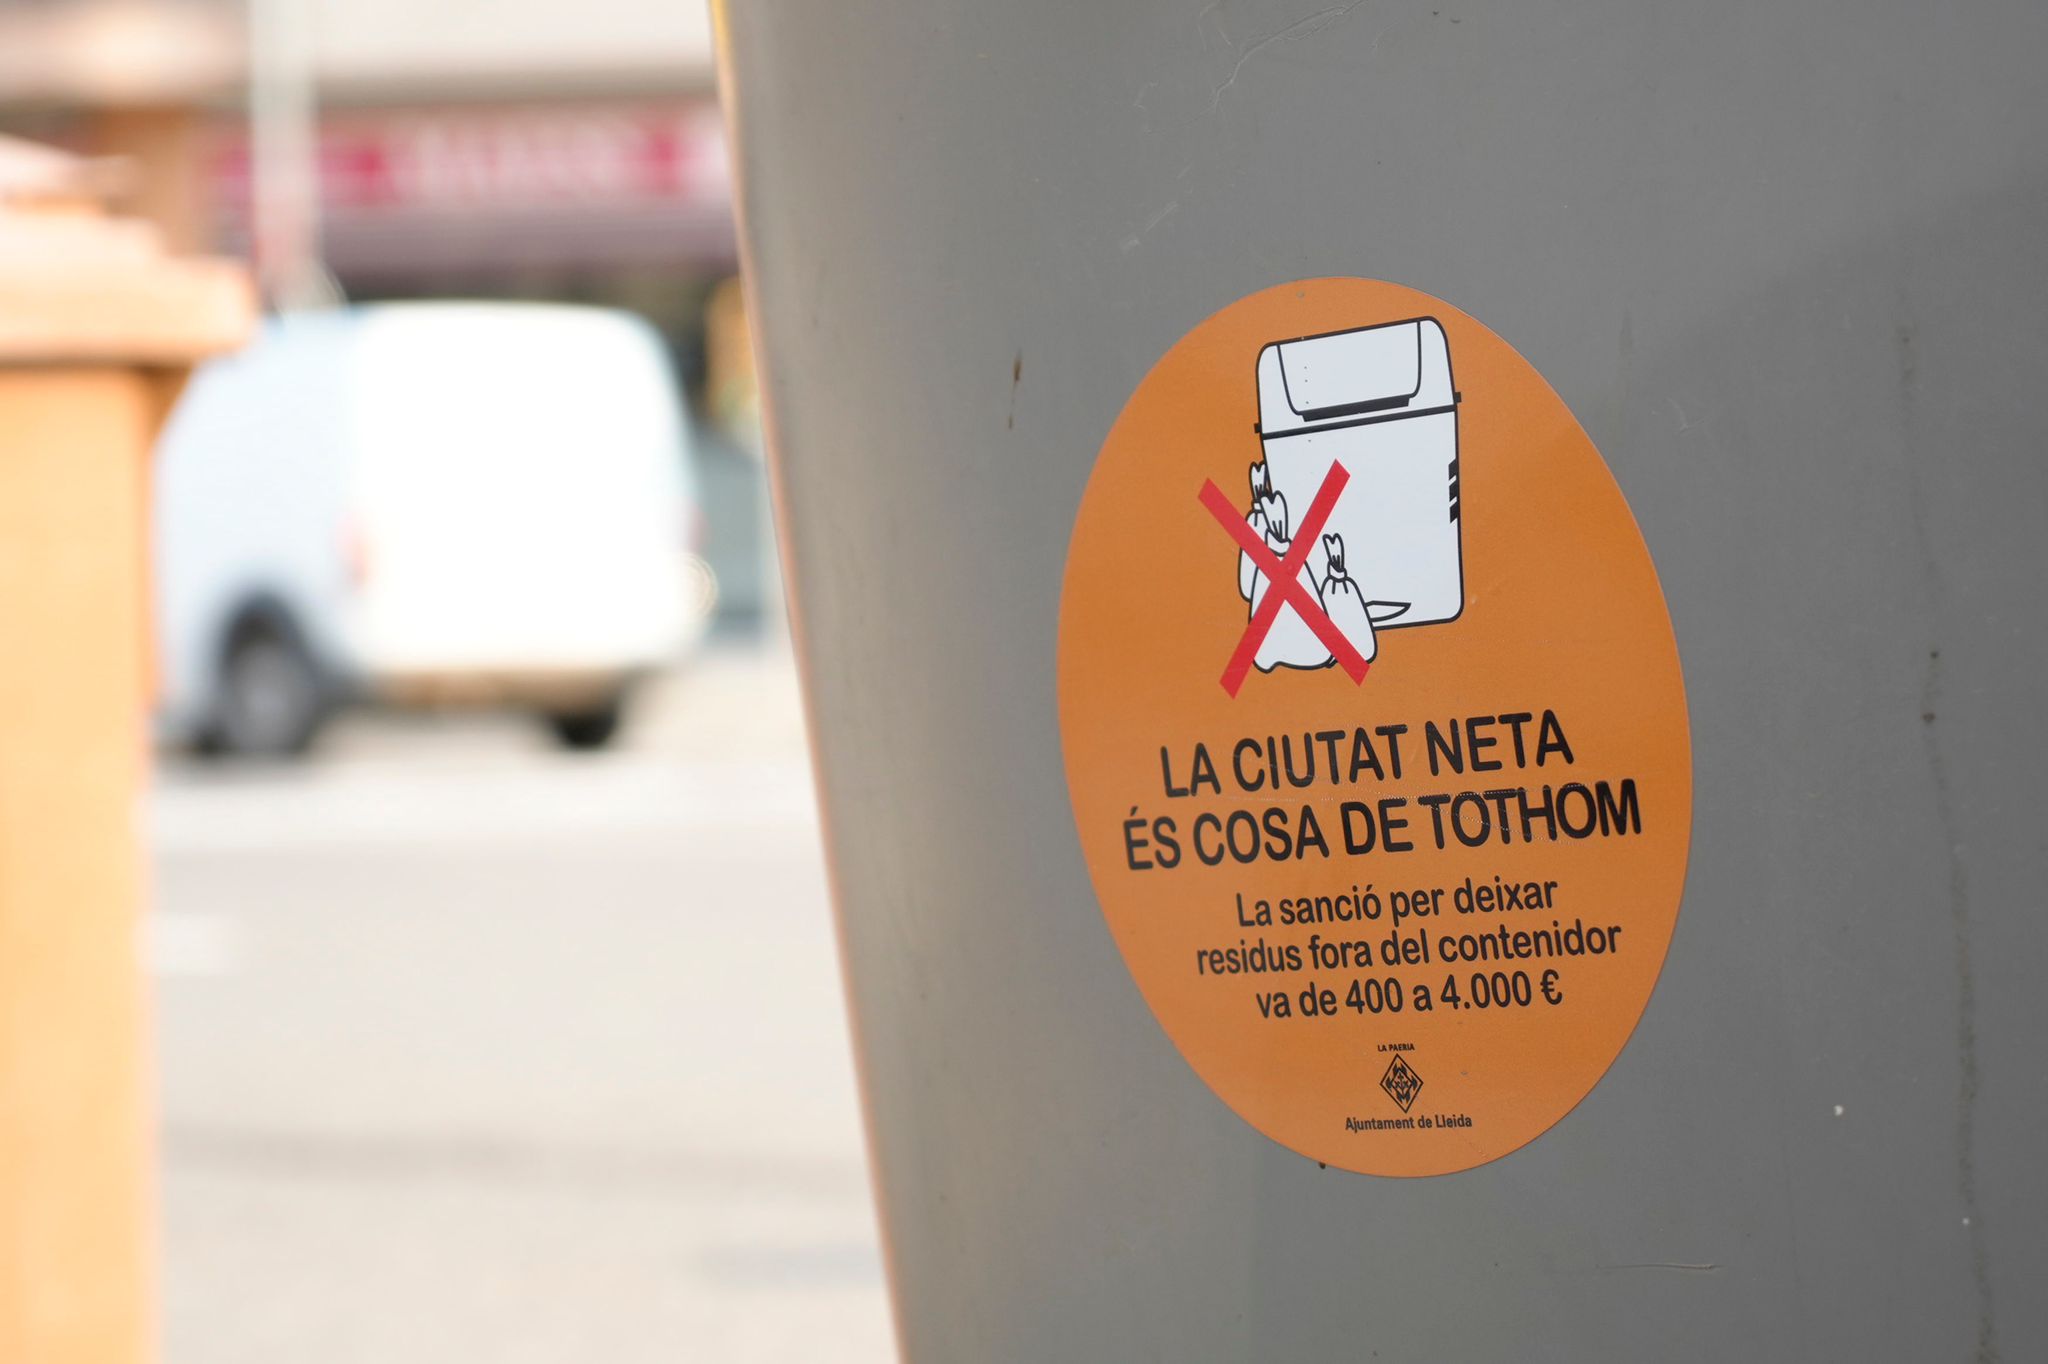 LA CIUTAT NETA
ÉS COSA DE TOTHOM
La sanció per deixar
residus fora del contenidor
va de 400 a 4.000 €
LA PAERIA
Ajuntament de Lleida